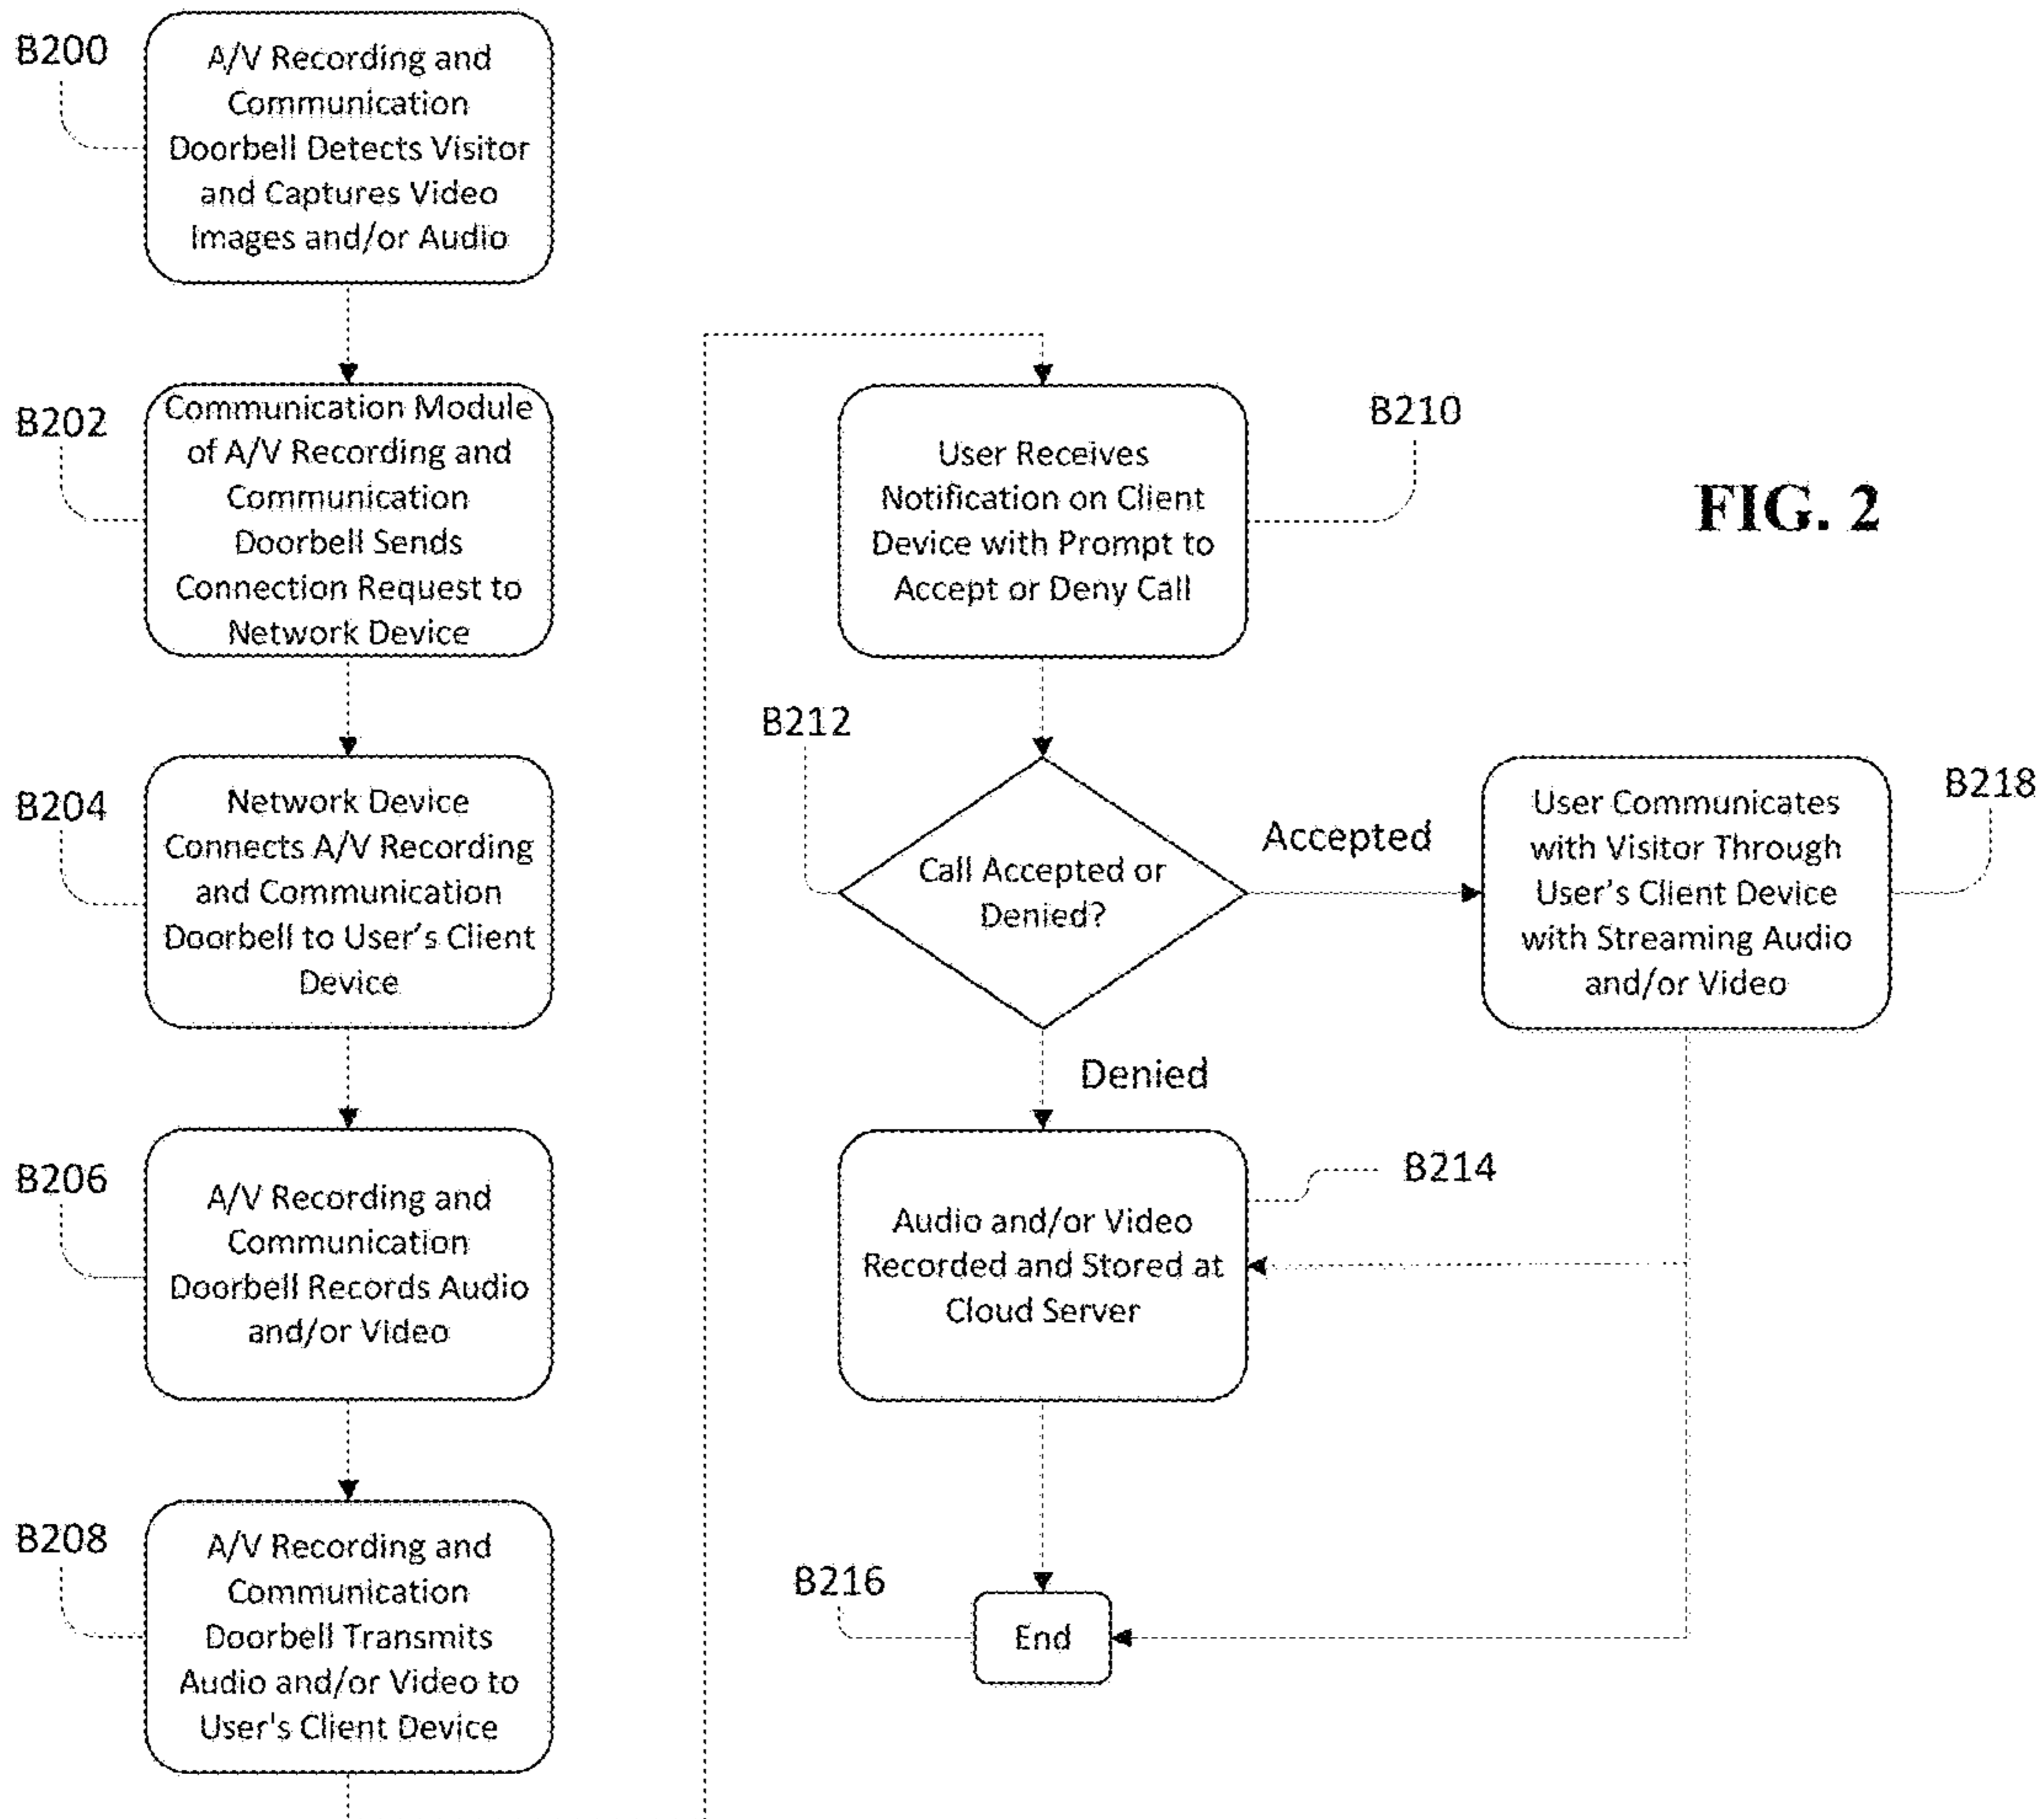 B200
A/V Recording and
Communication
Doorbell Detects Visitor
and Captures Video
Images and/or Audio
B202
Communication Module
of A/V Recording and
Communication
Doorbell Sends
Connection Request to
Network Device
B204
Network Device
Connects A/V Recording
and Communication
Doorbell to User's Client
Device
B206
A/V Recording and
Communication
Doorbell Records Audio
and/or Video
B208
A/V Recording and
Communication
Doorbell Transmits
Audio and/or Video to
User's Client Device
B210
User Receives
Notification on Client
Device with Prompt to
Accept or Deny Call
FIG. 2
B212
Call Accepted or
Denied?
Accepted
B218
User Communicates
with Visitor Through
User's Client Device
with Streaming Audio
and/or Video
Denied
B214
Audio and/or Video
Recorded and Stored at
Cloud Server
B216
End